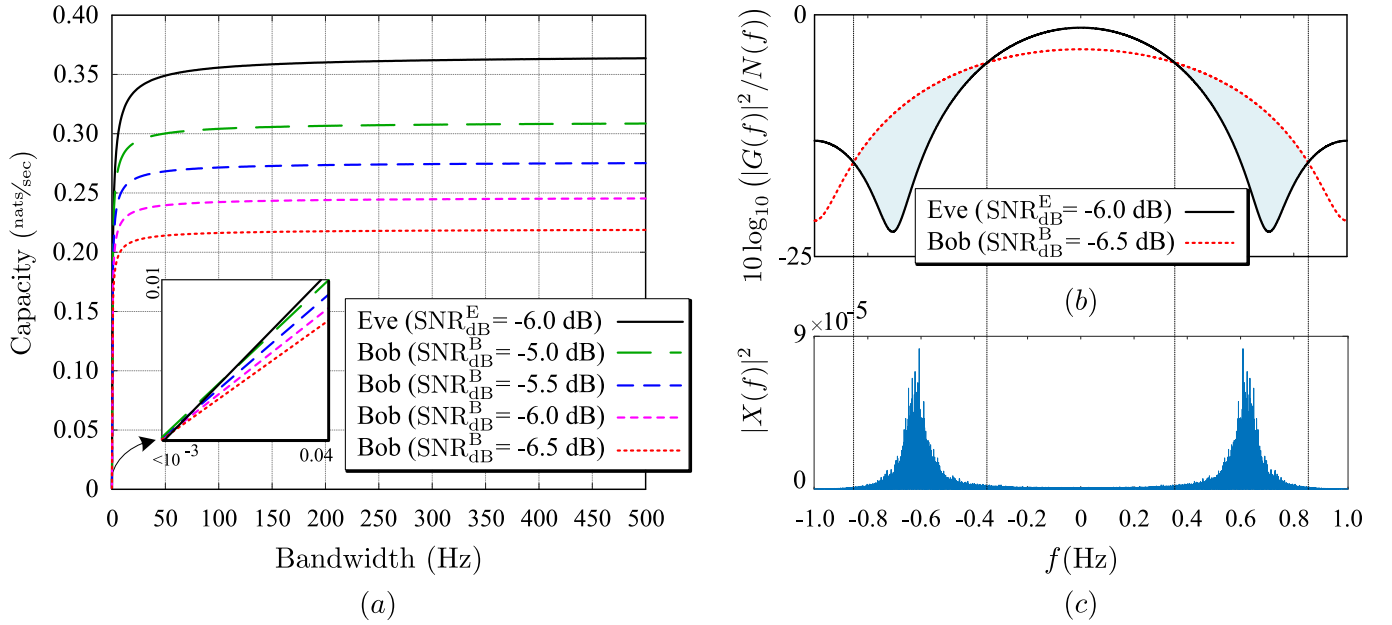 0.40
0.35
0.30
0.25
0.20
0.15
0.10
0.05
0
Capacity (nats/sec)
0.01
<10 -3
0.04
Eve (SNR^E_dB = -6.0 dB)
Bob (SNR^B_dB = -5.0 dB)
Bob (SNR^B_dB = -5.5 dB)
Bob (SNR^B_dB = -6.0 dB)
Bob (SNR^B_dB = -6.5 dB)
0 50 100 150 200 250 300 350 400 450 500
Bandwidth (Hz)
(a)
0
-25
10 log10 (|G(f)|²/N(f))
Eve (SNR^E_dB = -6.0 dB)
Bob (SNR^B_dB = -6.5 dB)
(b)
9 ×10^-5
0
|X(f)|²
-1.0 -0.8 -0.6 -0.4 -0.2 0 0.2 0.4 0.6 0.8 1.0
f(Hz)
(c)